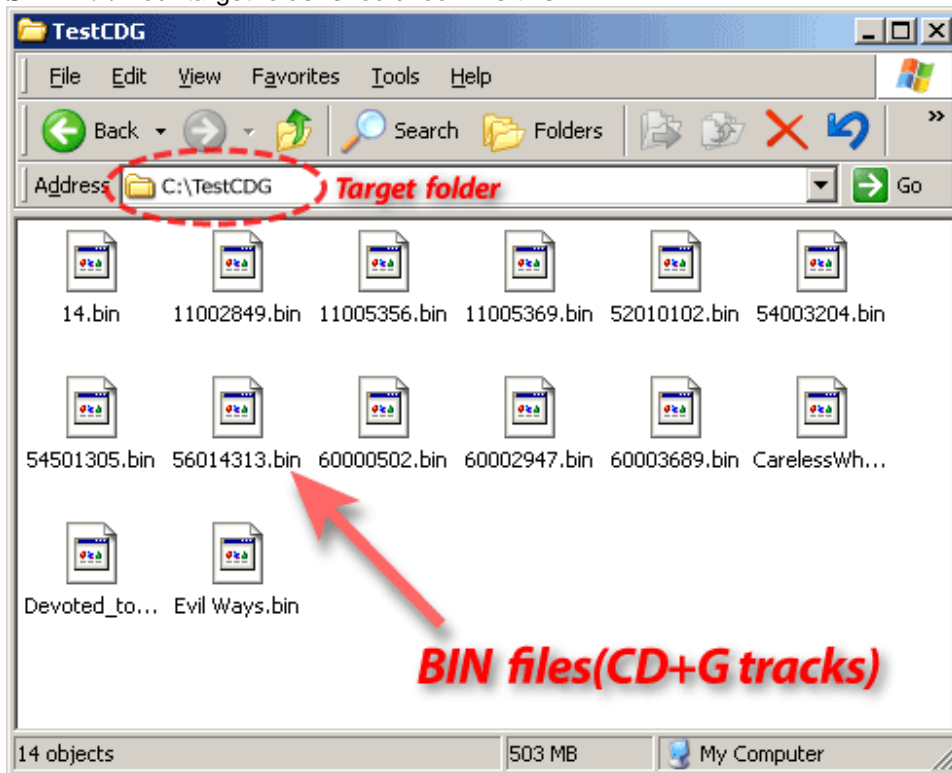 TestCDG
File Edit View Favorites Tools Help
Back Search Folders »
Address C:\TestCDG Target folder Go
14.bin 11002849.bin 11005356.bin 11005369.bin 52010102.bin 54003204.bin
54501305.bin 56014313.bin 60000502.bin 60002947.bin 60003689.bin CarelessWh...
Devoted_to... Evil Ways.bin
BIN files(CD+G tracks)
14 objects 503 MB My Computer